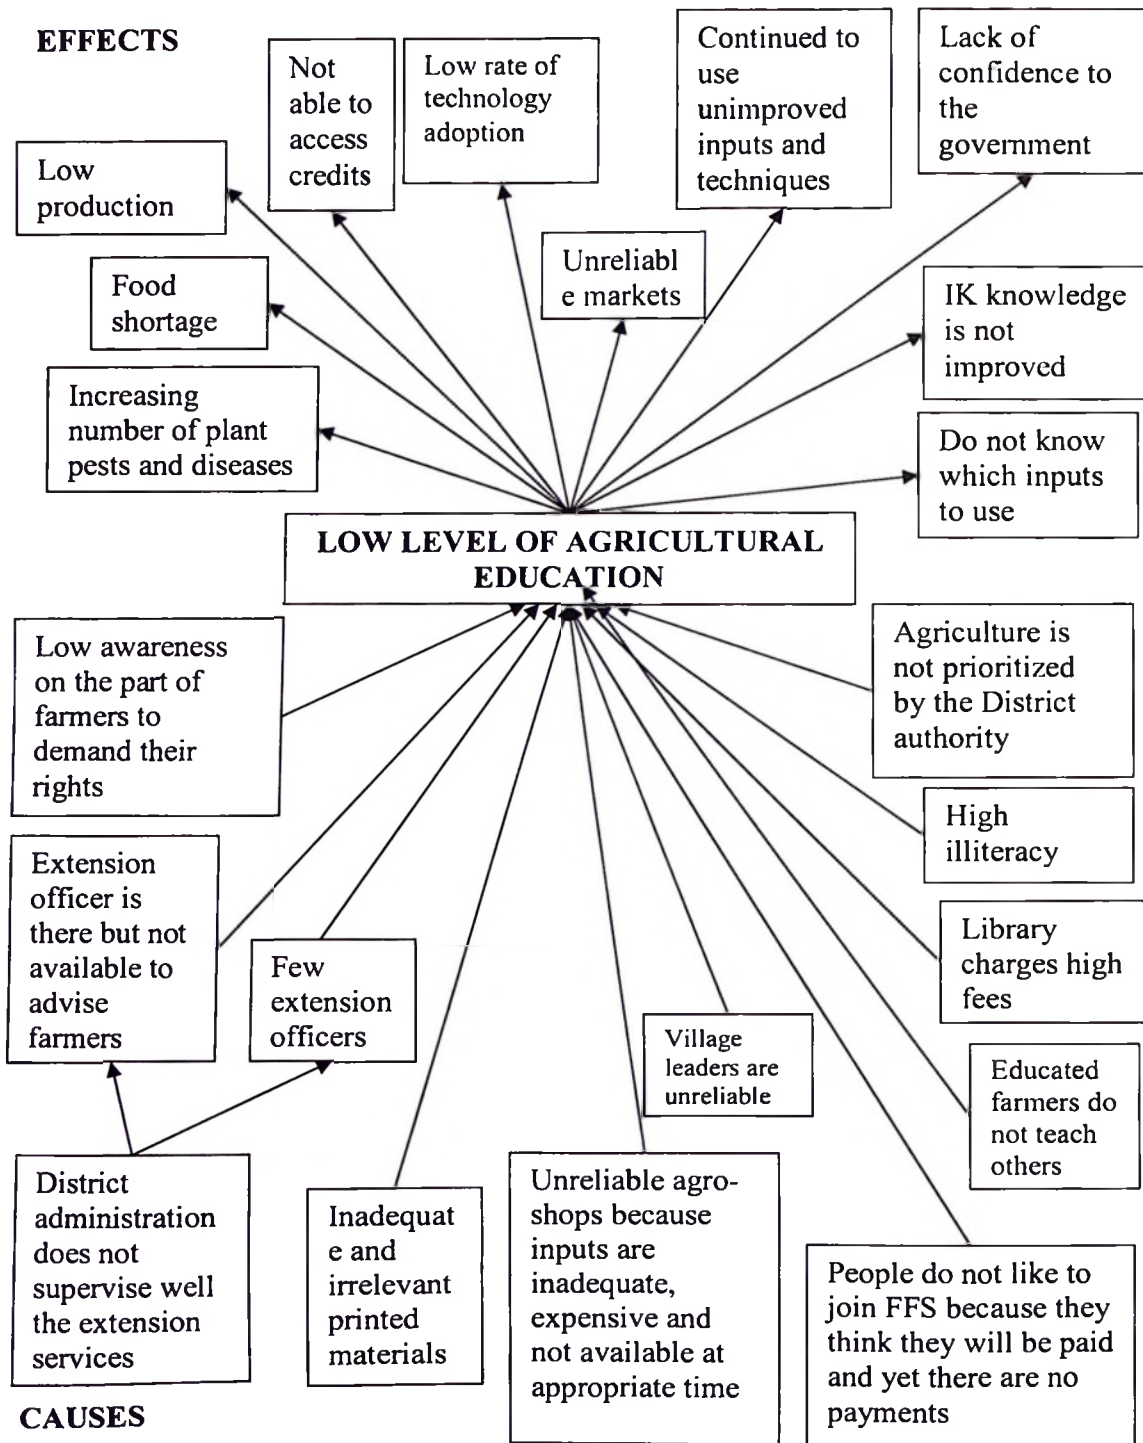 EFFECTS
Not
able to
access
credits
Low rate of
technology
adoption
Continued to
use
unimproved
inputs and
techniques
Lack of
confidence to
the
government
Low
production
Unreliabl
e markets
Food
shortage
IK knowledge
is not
improved
Increasing
number of plant
pests and diseases
Do not know
which inputs
to use
LOW LEVEL OF AGRICULTURAL
EDUCATION
Low awareness
on the part of
farmers to
demand their
rights
Agriculture is
not prioritized
by the District
authority
High
illiteracy
Extension
officer is
there but not
available to
advise
farmers
Few
extension
officers
Library
charges high
fees
Village
leaders are
unreliable
Educated
farmers do
not teach
others
District
administration
does not
supervise well
the extension
services
Inadequat
e and
irrelevant
printed
materials
Unreliable agro-
shops because
inputs are
inadequate,
expensive and
not available at
appropriate time
People do not like to
join FFS because they
think they will be paid
and yet there are no
payments
CAUSES